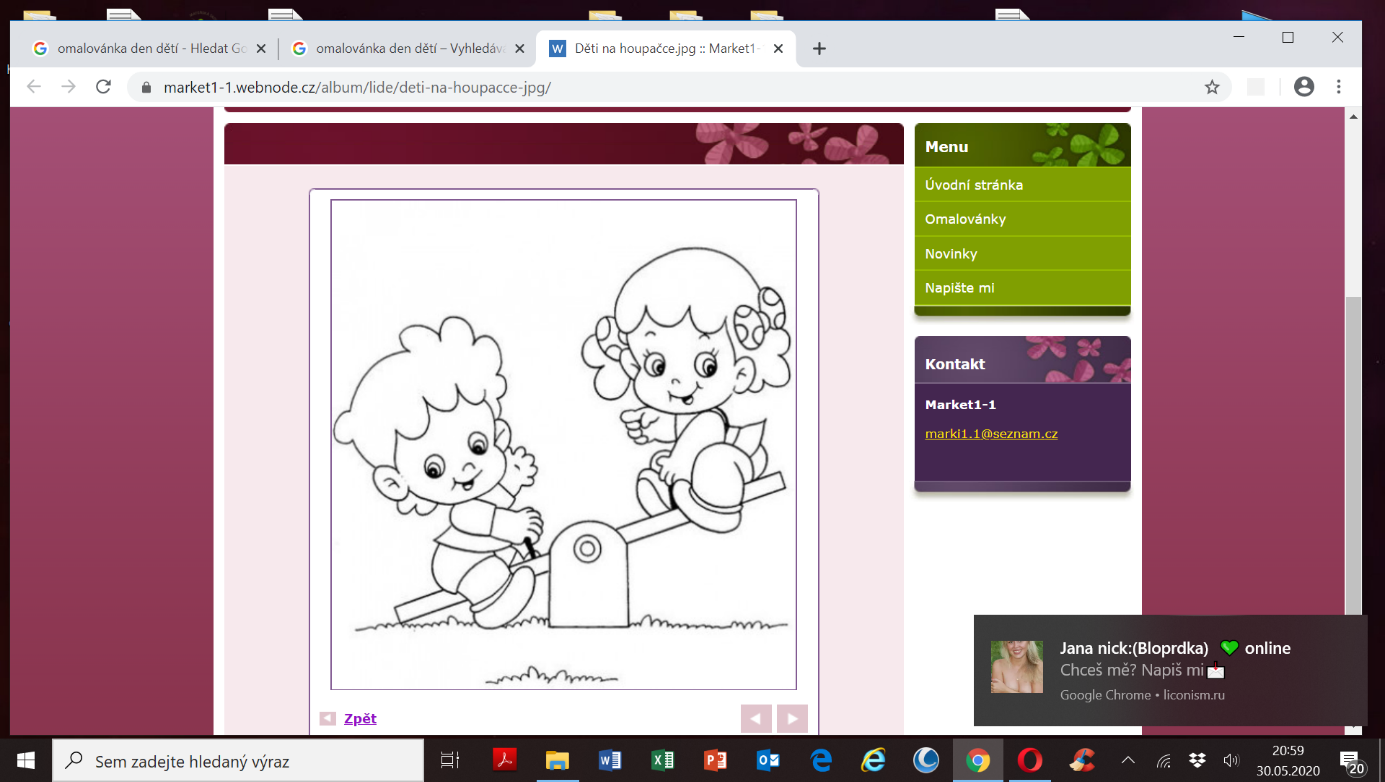 omalovánka den dětí - Hledat Go
omalovánka den dětí – Vyhledáva
Děti na houpačce.jpg :: Market1-
market1-1.webnode.cz/album/lide/deti-na-houpacce-jpg/
Menu
Úvodní stránka
Omalovánky
Novinky
Napište mi
Kontakt
Market1-1
marki1.1@seznam.cz
Zpět
Jana nick:(Bloprdka) 💚 online
Chceš mě? Napiš mi📩
Google Chrome • liconism.ru
Sem zadejte hledaný výraz
20:59
30.05.2020
20